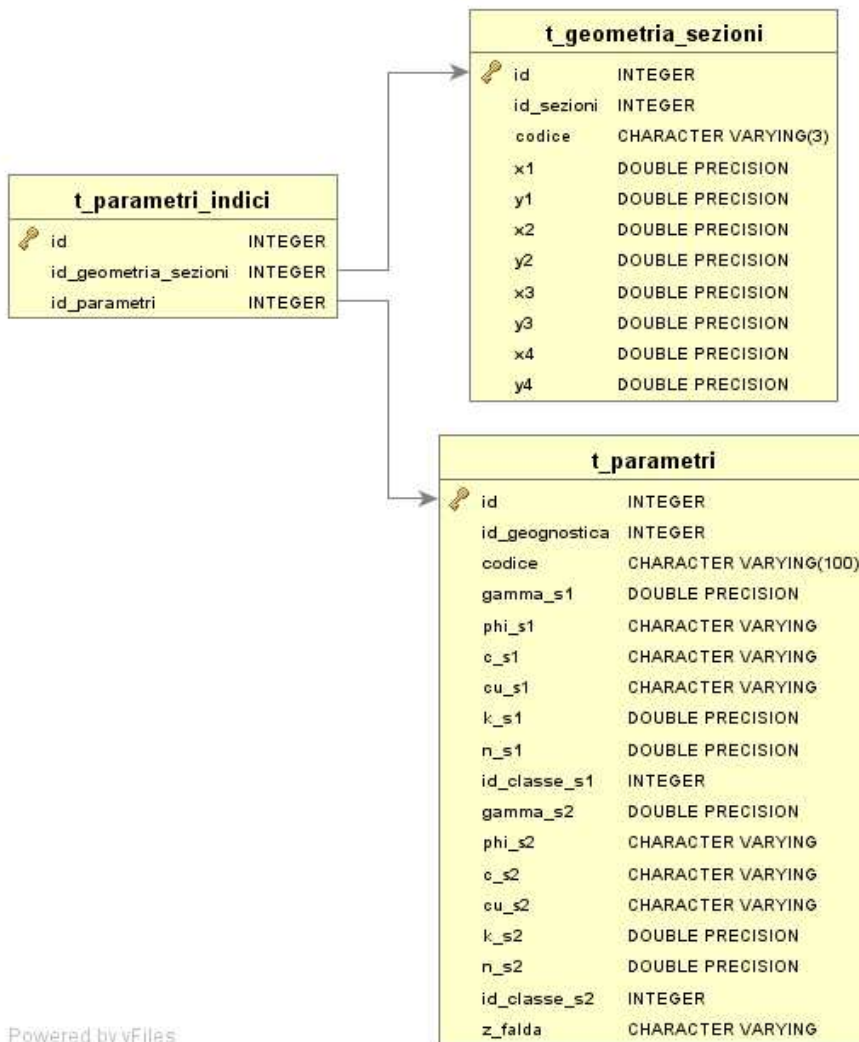 t_geometria_sezioni
id INTEGER
id_sezioni INTEGER
codice CHARACTER VARYING(3)
x1 DOUBLE PRECISION
y1 DOUBLE PRECISION
x2 DOUBLE PRECISION
y2 DOUBLE PRECISION
x3 DOUBLE PRECISION
y3 DOUBLE PRECISION
x4 DOUBLE PRECISION
y4 DOUBLE PRECISION
t_parametri_indici
id INTEGER
id_geometria_sezioni INTEGER
id_parametri INTEGER
t_parametri
id INTEGER
id_geognostica INTEGER
codice CHARACTER VARYING(100)
gamma_s1 DOUBLE PRECISION
phi_s1 CHARACTER VARYING
c_s1 CHARACTER VARYING
cu_s1 CHARACTER VARYING
k_s1 DOUBLE PRECISION
n_s1 DOUBLE PRECISION
id_classe_s1 INTEGER
gamma_s2 DOUBLE PRECISION
phi_s2 CHARACTER VARYING
c_s2 CHARACTER VARYING
cu_s2 CHARACTER VARYING
k_s2 DOUBLE PRECISION
n_s2 DOUBLE PRECISION
id_classe_s2 INTEGER
z_falda CHARACTER VARYING
Powered by yFiles